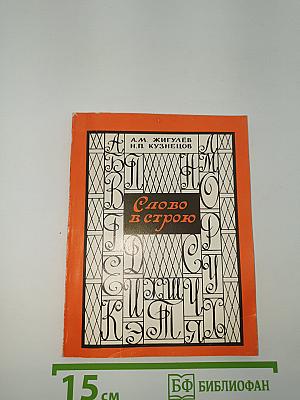 А.М. ЖИГУЛЁВ
Н.П. КУЗНЕЦОВ
Слово
в строю
15 см
БФ БИБЛИОФАН